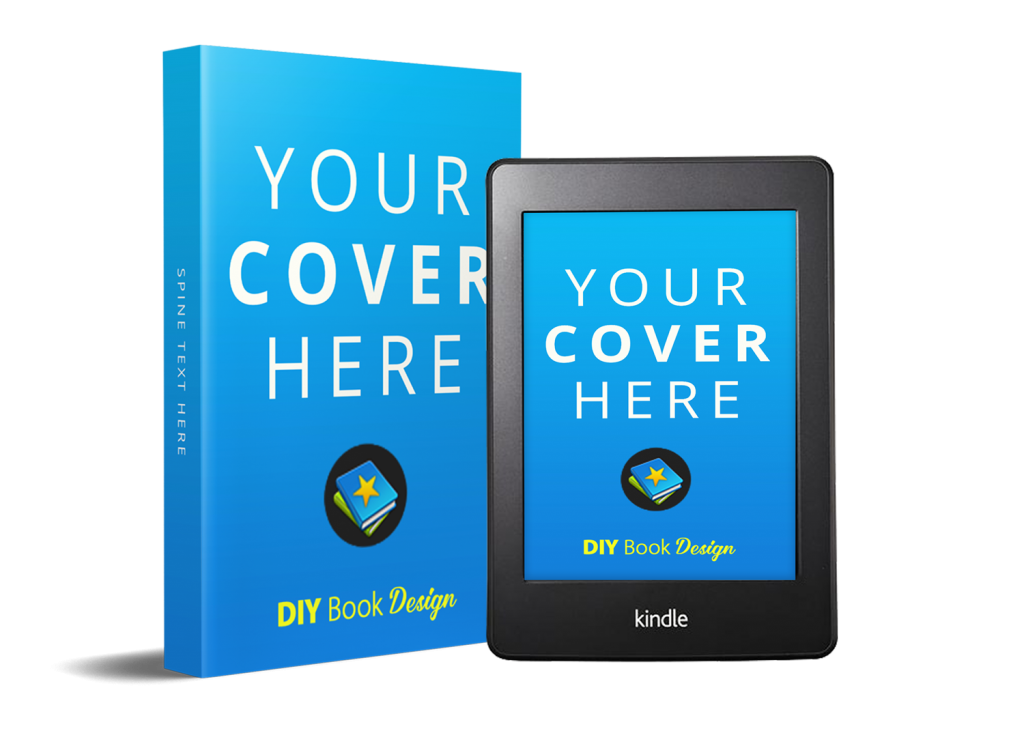 SPINE TEXT HERE
YOUR
COVER
HERE
DIY Book Design
YOUR
COVER
HERE
DIY Book Design
kindle